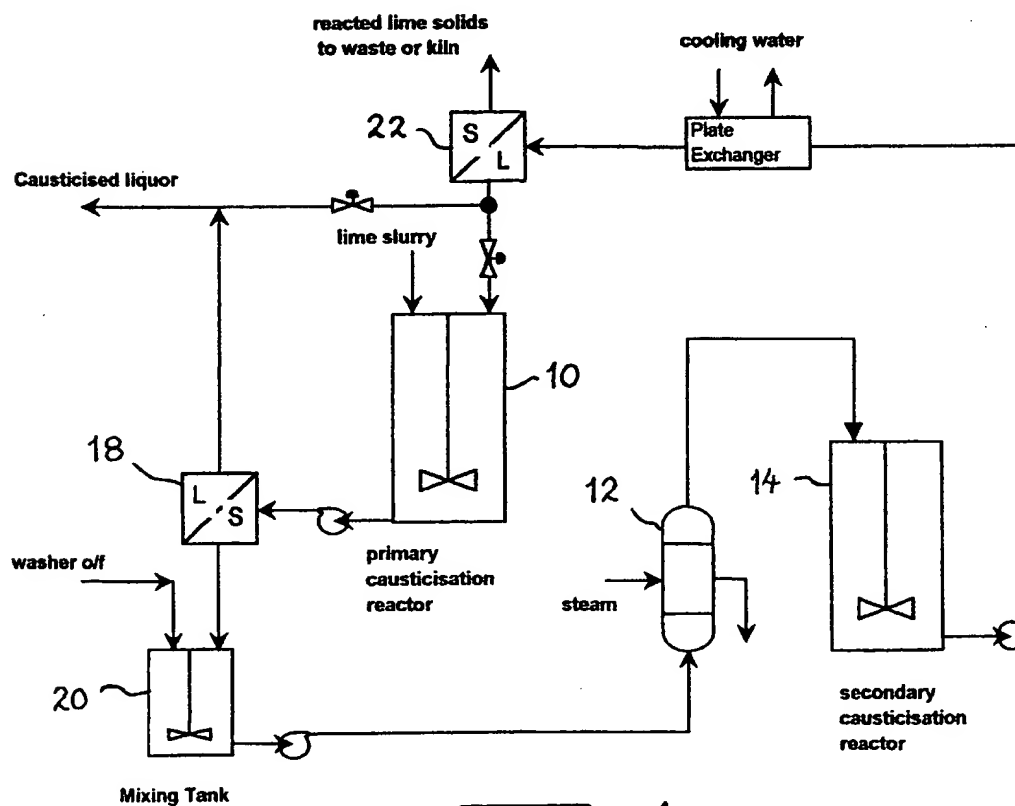 reacted lime solids
to waste or kiln
cooling water
22
S
L
Plate
Exchanger
Causticised liquor
lime slurry
10
18
L
S
12
14
washer o/f
primary
causticisation
reactor
steam
20
secondary
causticisation
reactor
Mixing Tank